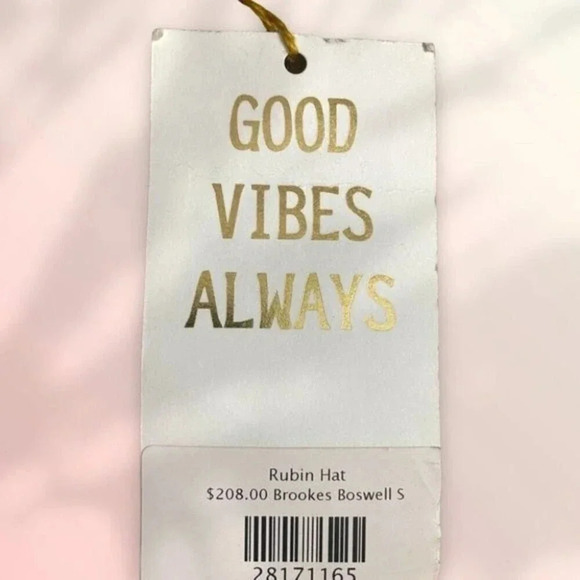 GOOD
VIBES
ALWAYS
Rubin Hat
$208.00 Brookes Boswell S
28171165